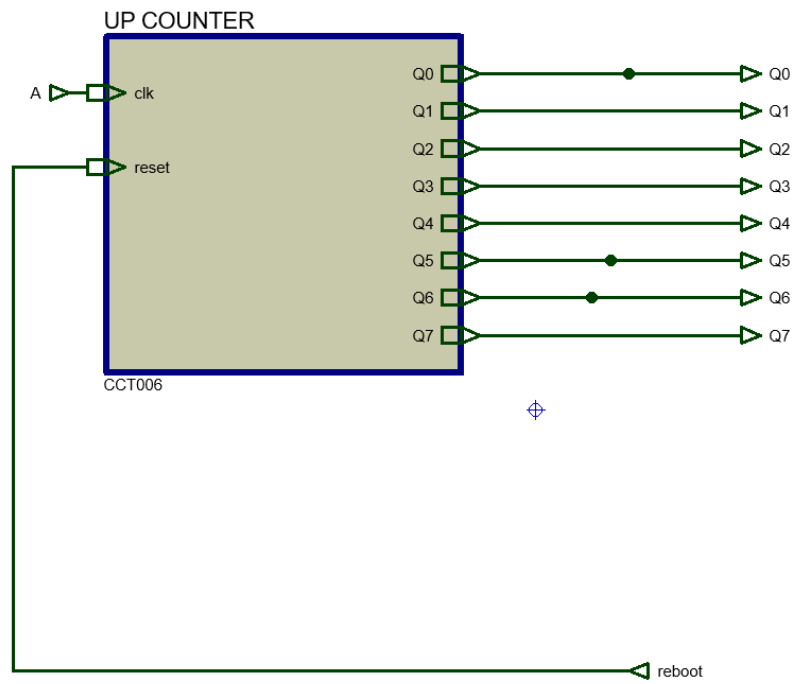 UP COUNTER
A
clk
reset
Q0
Q1
Q2
Q3
Q4
Q5
Q6
Q7
Q0
Q1
Q2
Q3
Q4
Q5
Q6
Q7
CCT006
reboot